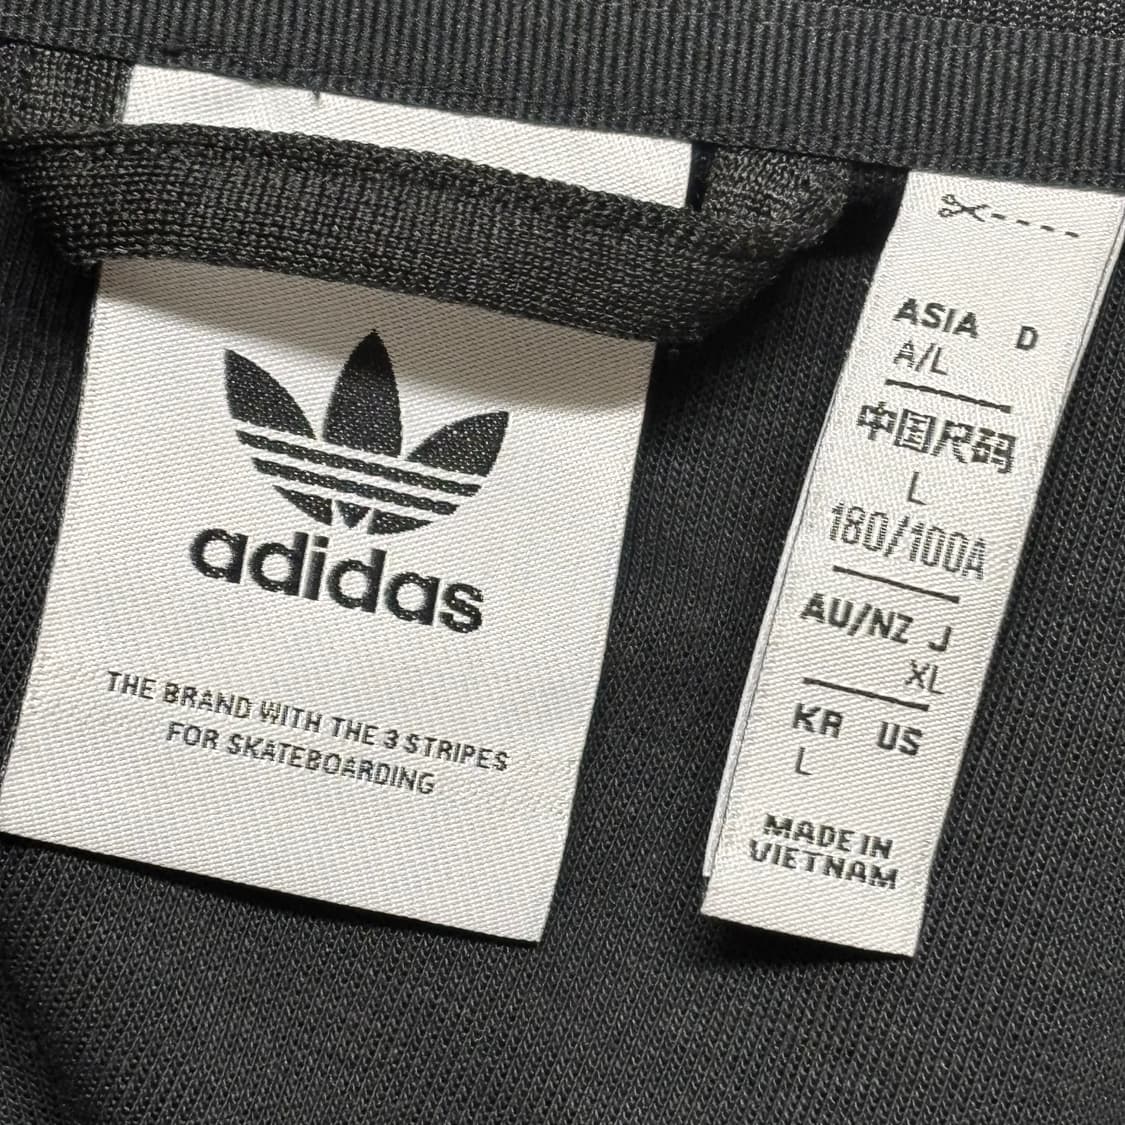 adidas
THE BRAND WITH THE 3 STRIPES
FOR SKATEBOARDING
ASIA D
A/L
中国尺码
L
180/100A
AU/NZ J
XL
KR US
L
MADE IN
VIETNAM